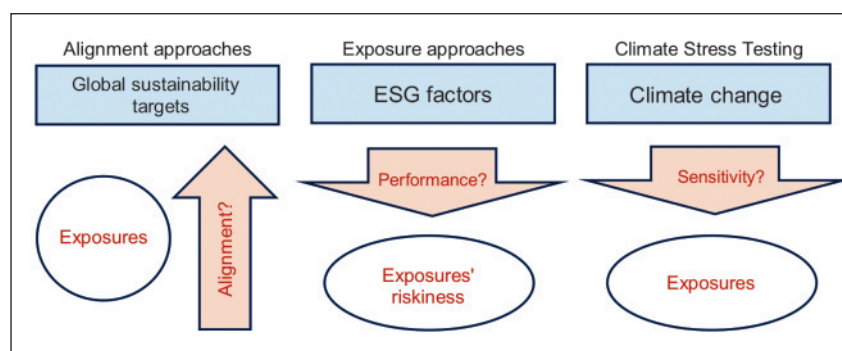 Alignment approaches
Global sustainability
targets
Exposures
Alignment?
Exposure approaches
ESG factors
Performance?
Exposures'
riskiness
Climate Stress Testing
Climate change
Sensitivity?
Exposures